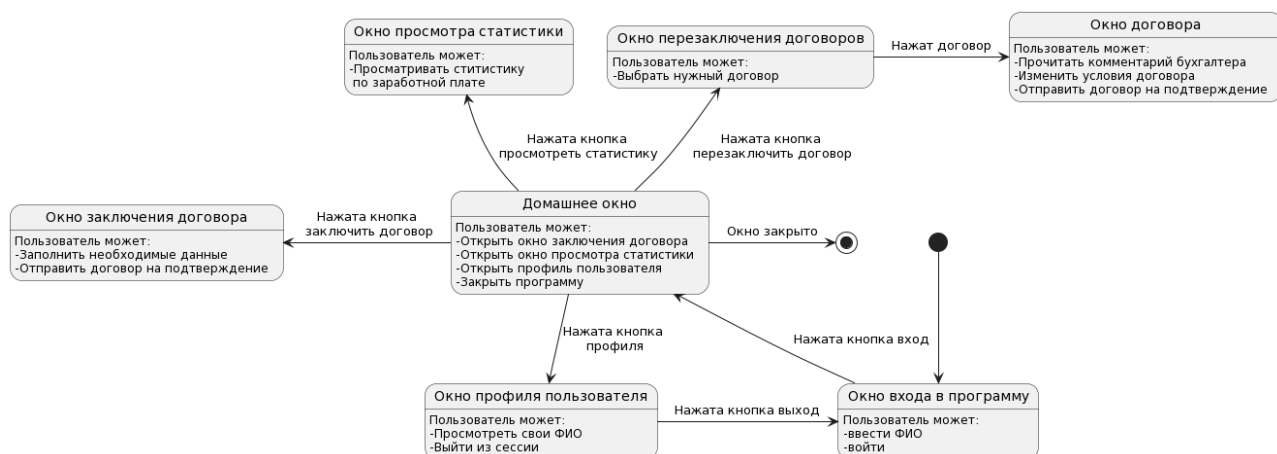 Окно просмотра статистики
Пользователь может:
-Просматривать ститистику
по заработной плате
Окно перезаключения договоров
Пользователь может:
-Выбрать нужный договор
Нажат договор
Окно договора
Пользователь может:
-Прочитать комментарий бухгалтера
-Изменить условия договора
-Отправить договор на подтверждение
Нажата кнопка
просмотреть статистику
Нажата кнопка
перезаключить договор
Окно заключения договора
Пользователь может:
-Заполнить необходимые данные
-Отправить договор на подтверждение
Нажата кнопка
заключить договор
Домашнее окно
Пользователь может:
-Открыть окно заключения договора
-Открыть окно просмотра статистики
-Открыть профиль пользователя
-Закрыть программу
Окно закрыто
Нажата кнопка
профиля
Нажата кнопка вход
Окно профиля пользователя
Пользователь может:
-Просмотреть свои ФИО
-Выйти из сессии
Нажата кнопка выход
Окно входа в программу
Пользователь может:
-ввести ФИО
-войти